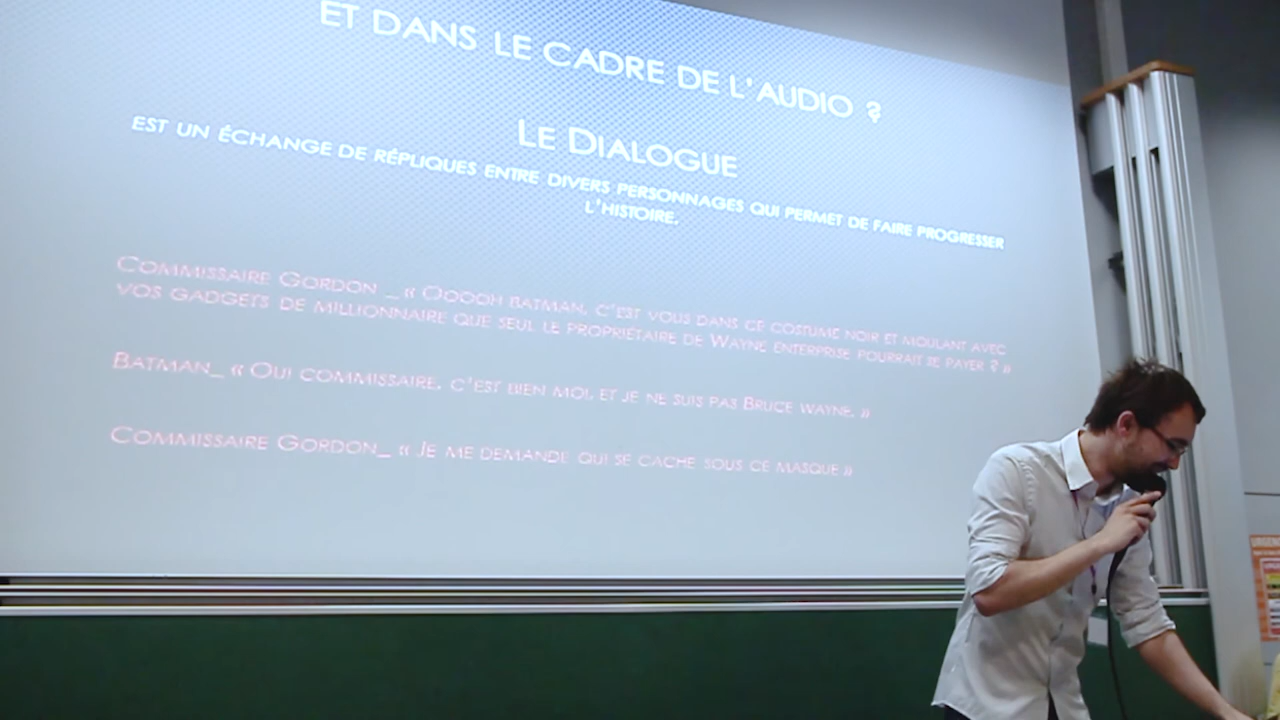 ET DANS LE CADRE DE L'AUDIO ?
LE DIALOGUE
EST UN ÉCHANGE DE RÉPLIQUES ENTRE DIVERS PERSONNAGES QUI PERMET DE FAIRE PROGRESSER
L'HISTOIRE.
COMMISSAIRE GORDON _ « OOOOH BATMAN, C'EST VOUS DANS CE COSTUME NOIR ET MOULANT AVEC
VOS GADGETS DE MILLIONNAIRE QUE SEUL LE PROPRIÉTAIRE DE WAYNE ENTERPRISE POURRAIT SE PAYER ? »
BATMAN_ « OUI COMMISSAIRE, C'EST BIEN MOI, ET JE NE SUIS PAS BRUCE WAYNE. »
COMMISSAIRE GORDON_ « JE ME DEMANDE QUI SE CACHE SOUS CE MASQUE »